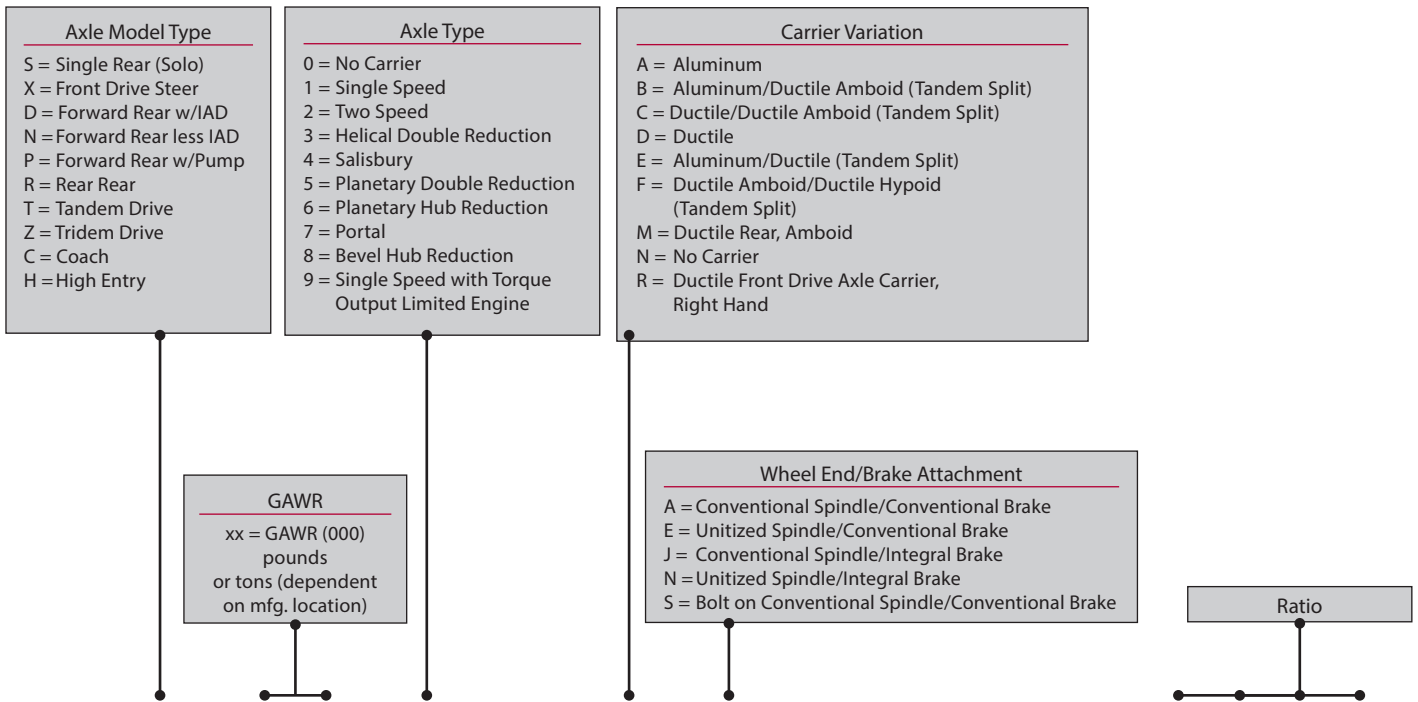 Axle Model Type
S = Single Rear (Solo)
X = Front Drive Steer
D = Forward Rear w/IAD
N = Forward Rear less IAD
P = Forward Rear w/Pump
R = Rear Rear
T = Tandem Drive
Z = Tridem Drive
C = Coach
H = High Entry
Axle Type
0 = No Carrier
1 = Single Speed
2 = Two Speed
3 = Helical Double Reduction
4 = Salisbury
5 = Planetary Double Reduction
6 = Planetary Hub Reduction
7 = Portal
8 = Bevel Hub Reduction
9 = Single Speed with Torque
Output Limited Engine
Carrier Variation
A = Aluminum
B = Aluminum/Ductile Amboid (Tandem Split)
C = Ductile/Ductile Amboid (Tandem Split)
D = Ductile
E = Aluminum/Ductile (Tandem Split)
F = Ductile Amboid/Ductile Hypoid
(Tandem Split)
M = Ductile Rear, Amboid
N = No Carrier
R = Ductile Front Drive Axle Carrier,
Right Hand
GAWR
xx = GAWR (000)
pounds
or tons (dependent
on mfg. location)
Wheel End/Brake Attachment
A = Conventional Spindle/Conventional Brake
E = Unitized Spindle/Conventional Brake
J = Conventional Spindle/Integral Brake
N = Unitized Spindle/Integral Brake
S = Bolt on Conventional Spindle/Conventional Brake
Ratio